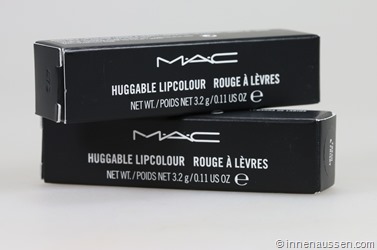 M·A·C
HUGGABLE LIPCOLOUR ROUGE À LÈVRES
NET WT./POIDS NET 3.2 g/0.11 US OZ ℮
M·A·C
HUGGABLE LIPCOLOUR ROUGE À LÈVRES
NET WT./POIDS NET 3.2 g/0.11 US OZ ℮
© innenaussen.com